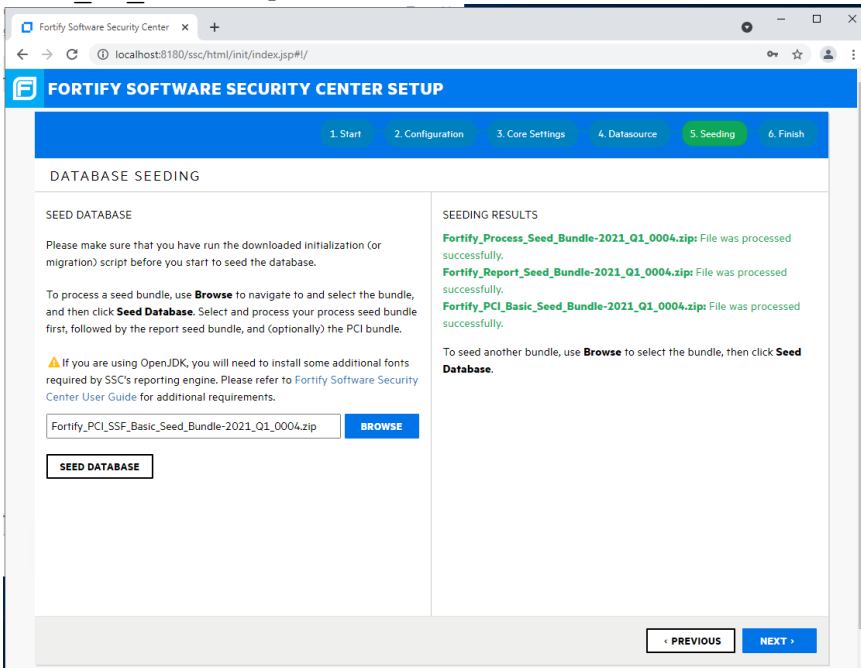 Fortify Software Security Center
localhost:8180/ssc/html/init/index.jsp#!/
FORTIFY SOFTWARE SECURITY CENTER SETUP
1. Start
2. Configuration
3. Core Settings
4. Datasource
5. Seeding
6. Finish
DATABASE SEEDING
SEED DATABASE
Please make sure that you have run the downloaded initialization (or
migration) script before you start to seed the database.
To process a seed bundle, use Browse to navigate to and select the bundle,
and then click Seed Database. Select and process your process seed bundle
first, followed by the report seed bundle, and (optionally) the PCI bundle.
If you are using OpenJDK, you will need to install some additional fonts
required by SSC's reporting engine. Please refer to Fortify Software Security
Center User Guide for additional requirements.
Fortify_PCI_SSF_Basic_Seed_Bundle-2021_Q1_0004.zip
BROWSE
SEED DATABASE
SEEDING RESULTS
Fortify_Process_Seed_Bundle-2021_Q1_0004.zip: File was processed
successfully.
Fortify_Report_Seed_Bundle-2021_Q1_0004.zip: File was processed
successfully.
Fortify_PCI_Basic_Seed_Bundle-2021_Q1_0004.zip: File was processed
successfully.
To seed another bundle, use Browse to select the bundle, then click Seed
Database.
‹ PREVIOUS
NEXT ›